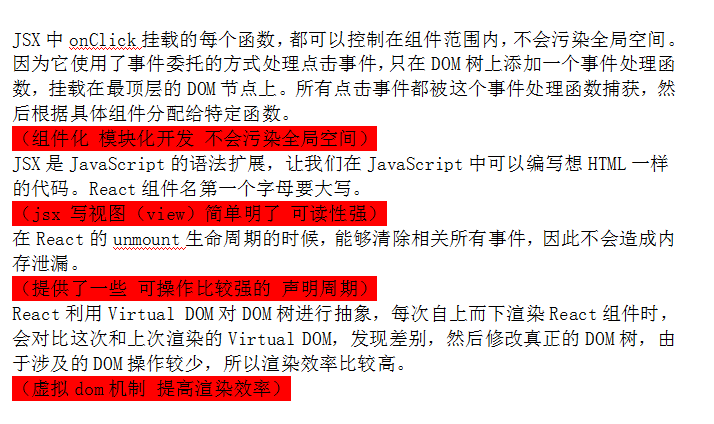 JSX 中 onClick 挂载的每个函数，都可以控制在组件范围内，不会污染全局空间。
因为它使用了事件委托的方式处理点击事件，只在 DOM 树上添加一个事件处理函
数，挂载在最顶层的 DOM 节点上。所有点击事件都被这个事件处理函数捕获，然
后根据具体组件分配给特定函数。
（组件化 模块化开发 不会污染全局空间）
JSX 是 JavaScript 的语法扩展，让我们在 JavaScript 中可以编写想 HTML 一样
的代码。React 组件名第一个字母要大写。
（jsx 写视图（view）简单明了 可读性强）
在 React 的 unmount 生命周期的时候，能够清除相关所有事件，因此不会造成内
存泄漏。
（提供了一些 可操作比较强的 声明周期）
React 利用 Virtual DOM 对 DOM 树进行抽象，每次自上而下渲染 React 组件时，
会对比这次和上次渲染的 Virtual DOM，发现差别，然后修改真正的 DOM 树，由
于涉及的 DOM 操作较少，所以渲染效率比较高。
（虚拟 dom 机制 提高渲染效率）